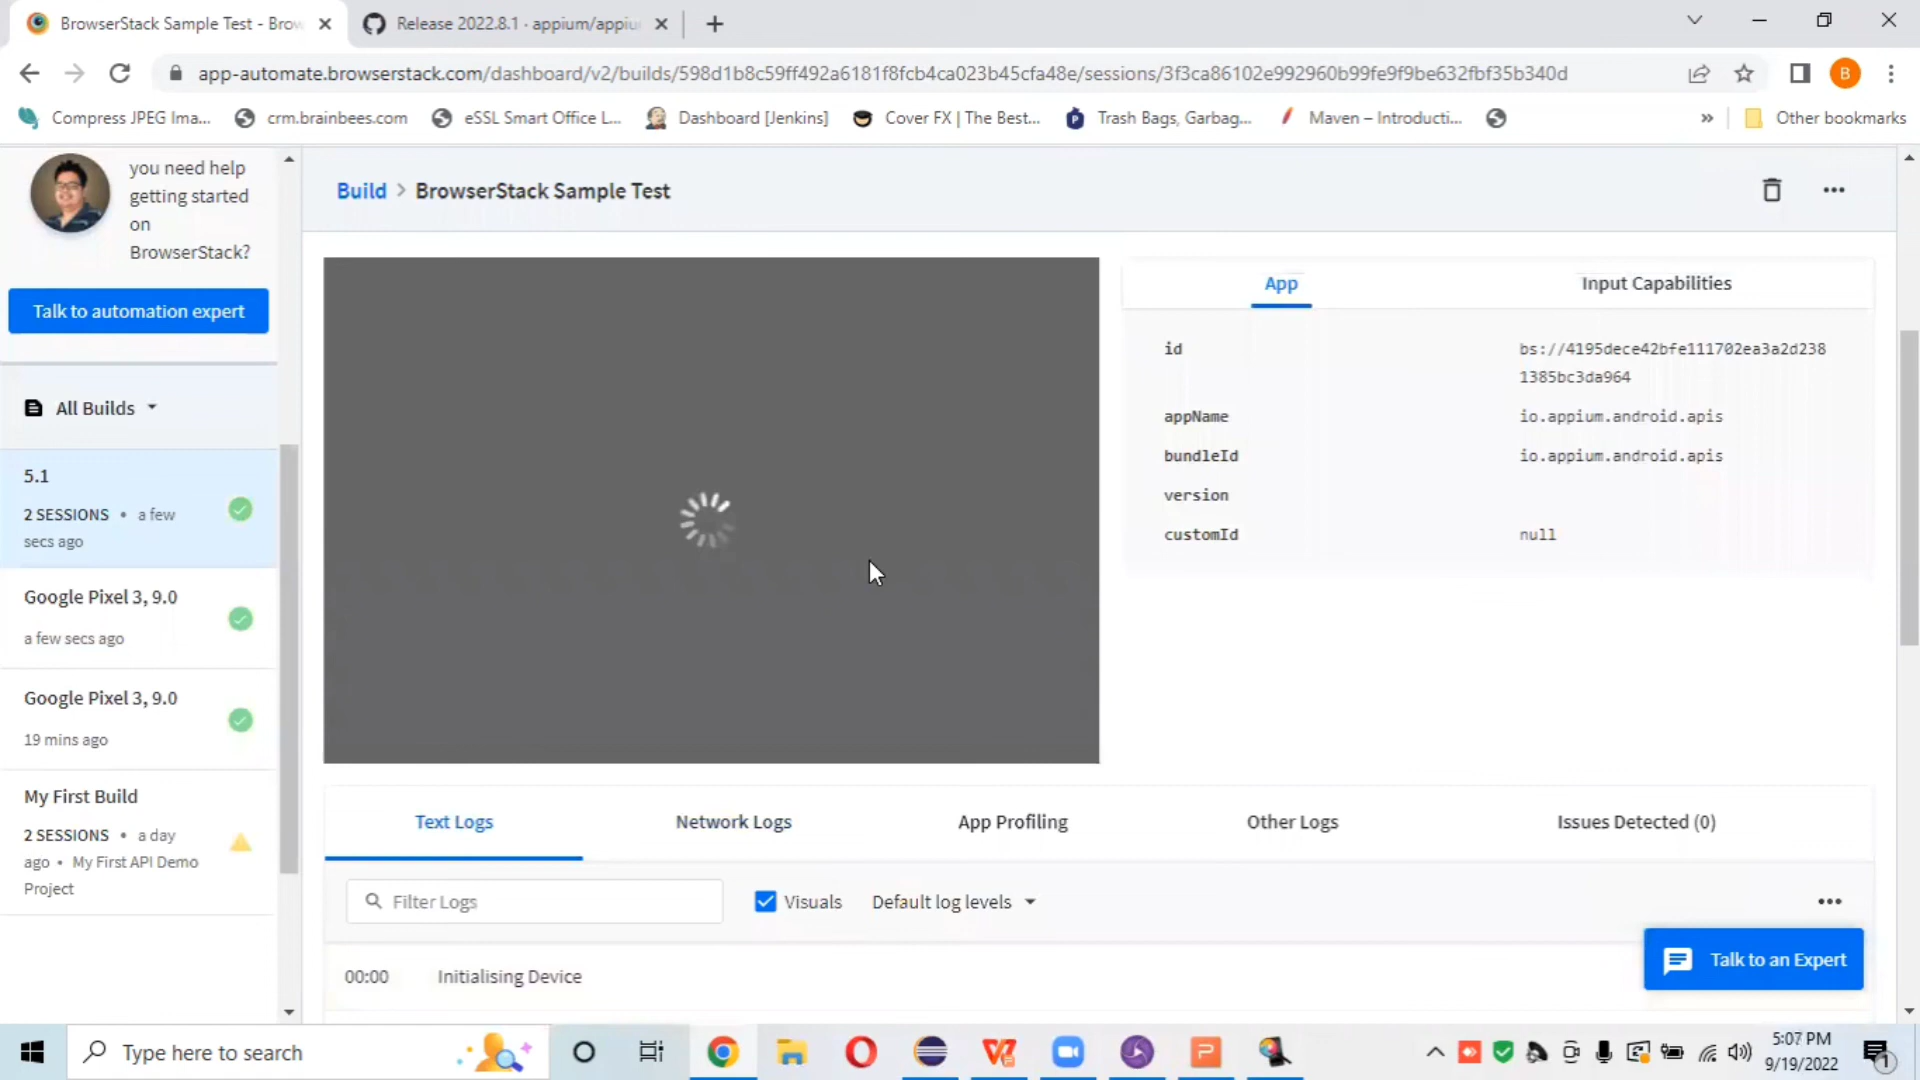 BrowserStack Sample Test - Brow
Release 2022.8.1 · appium/appiu
app-automate.browserstack.com/dashboard/v2/builds/598d1b8c59ff492a6181f8fcb4ca023b45cfa48e/sessions/3f3ca86102e992960b99fe9f9be632fbf35b340d
B
Compress JPEG Ima...
crm.brainbees.com
eSSL Smart Office L...
Dashboard [Jenkins]
Cover FX | The Best...
Trash Bags, Garbag...
Maven – Introducti...
»
Other bookmarks
you need help
getting started
on
BrowserStack?
Talk to automation expert
All Builds
5.1
2 SESSIONS • a few
secs ago
Google Pixel 3, 9.0
a few secs ago
Google Pixel 3, 9.0
19 mins ago
My First Build
2 SESSIONS • a day
ago • My First API Demo
Project
Build > BrowserStack Sample Test
App
Input Capabilities
id
bs://4195dece42bfe111702ea3a2d238
1385bc3da964
appName
io.appium.android.apis
bundleId
io.appium.android.apis
version
customId
null
Text Logs
Network Logs
App Profiling
Other Logs
Issues Detected (0)
Filter Logs
Visuals
Default log levels
00:00
Initialising Device
Talk to an Expert
Type here to search
5:07 PM
9/19/2022
1